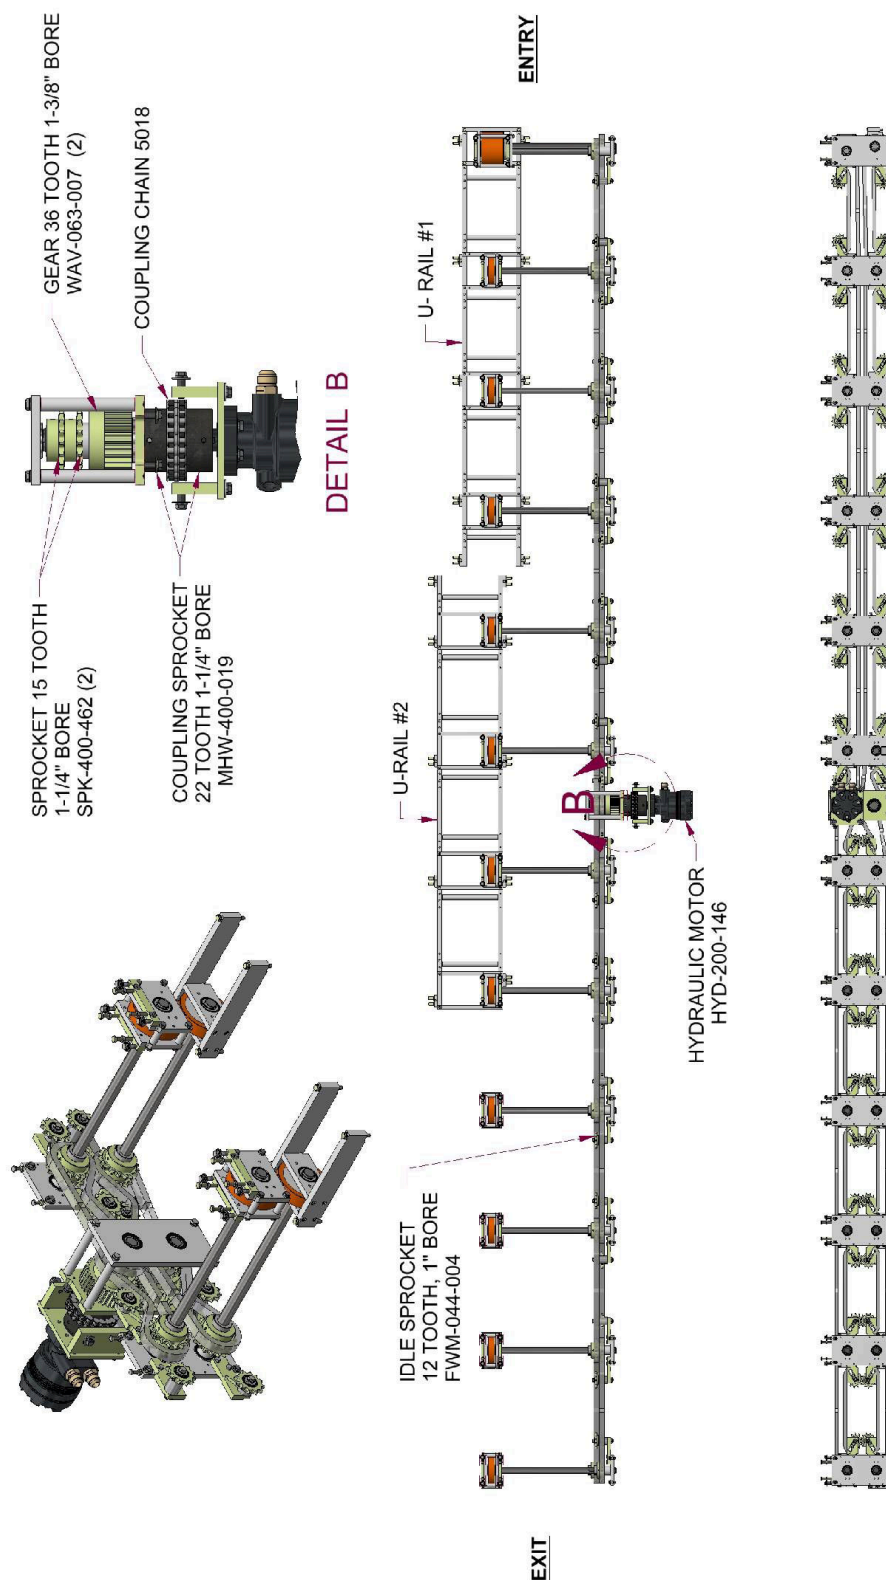 SPROCKET 15 TOOTH
1-1/4" BORE
SPK-400-462 (2)
GEAR 36 TOOTH 1-3/8" BORE
WAV-063-007 (2)
COUPLING SPROCKET
22 TOOTH 1-1/4" BORE
MHW-400-019
COUPLING CHAIN 5018
DETAIL B
U-RAIL #2
U- RAIL #1
ENTRY
B
IDLE SPROCKET
12 TOOTH, 1" BORE
FWM-044-004
HYDRAULIC MOTOR
HYD-200-146
EXIT